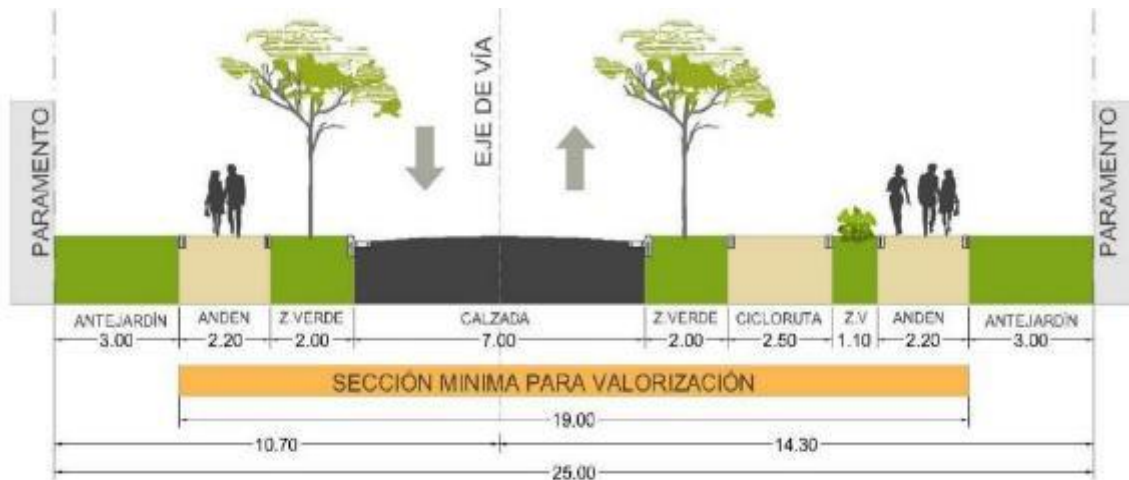 PARAMENTO
EJE DE VÍA
PARAMENTO
ANTEJARDÍN ANDEN Z.VERDE CALZADA Z.VERDE CICLORUTA Z.V ANDEN ANTEJARDÍN
3.00 2.20 2.00 7.00 2.00 2.50 1.10 2.20 3.00
SECCIÓN MINIMA PARA VALORIZACIÓN
19.00
10.70 14.30
25.00